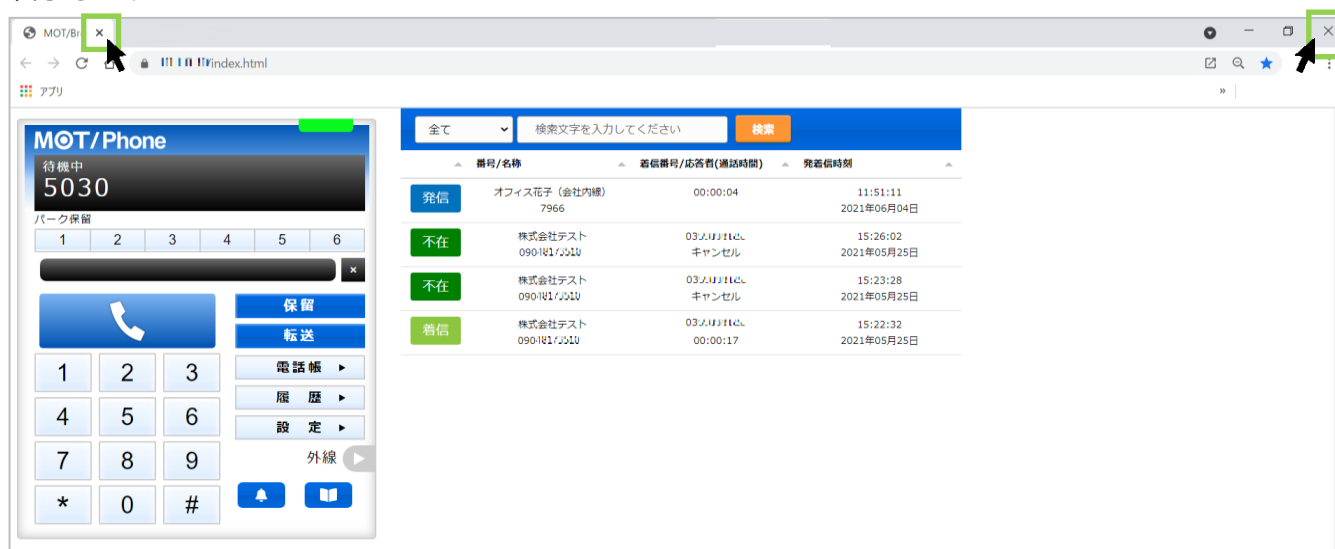 MOT/Br
index.html
アプリ
MOT/Phone
待機中
5030
パーク保留
1 2 3 4 5 6
×
保留
転送
電話帳 ▶
履 歴 ▶
設 定 ▶
外線
1 2 3
4 5 6
7 8 9
* 0 #
全て 検索文字を入力してください 検索
番号/名称 着信番号/応答者(通話時間) 発着信時刻
発信 オフィス花子（会社内線） 00:00:04 11:51:11
7966 2021年06月04日
不在 株式会社テスト 15:26:02
キャンセル 2021年05月25日
不在 株式会社テスト 15:23:28
キャンセル 2021年05月25日
着信 株式会社テスト 15:22:32
00:00:17 2021年05月25日